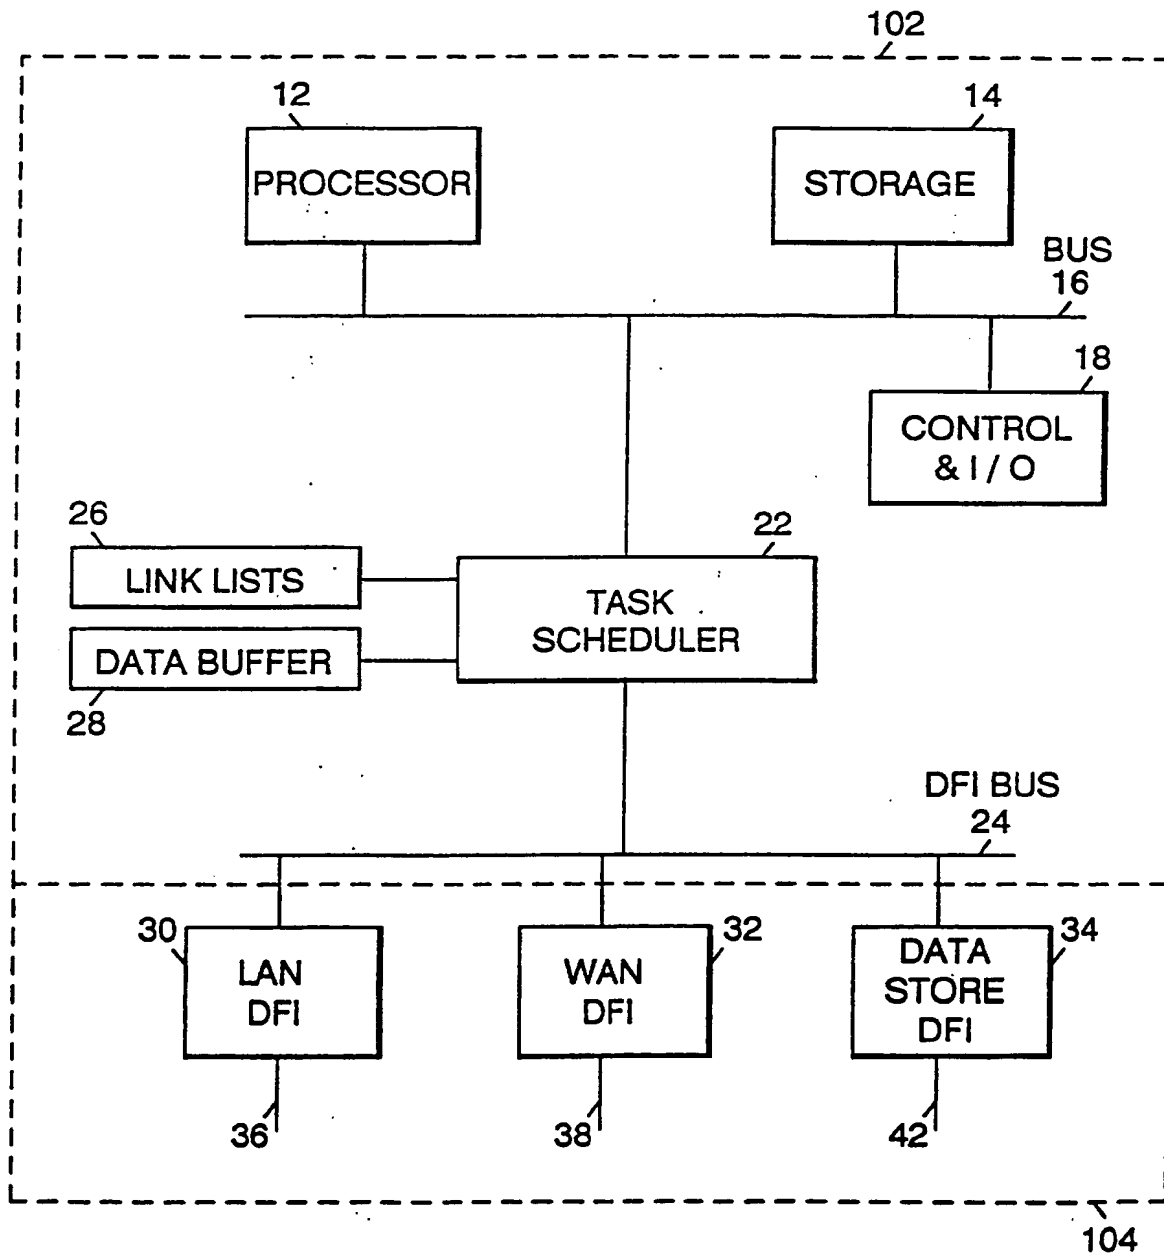 102
12
14
PROCESSOR
STORAGE
BUS
16
18
CONTROL
& I / O
26
22
LINK LISTS
TASK
SCHEDULER
DATA BUFFER
28
DFI BUS
24
30
32
34
LAN
DFI
WAN
DFI
DATA
STORE
DFI
36
38
42
104